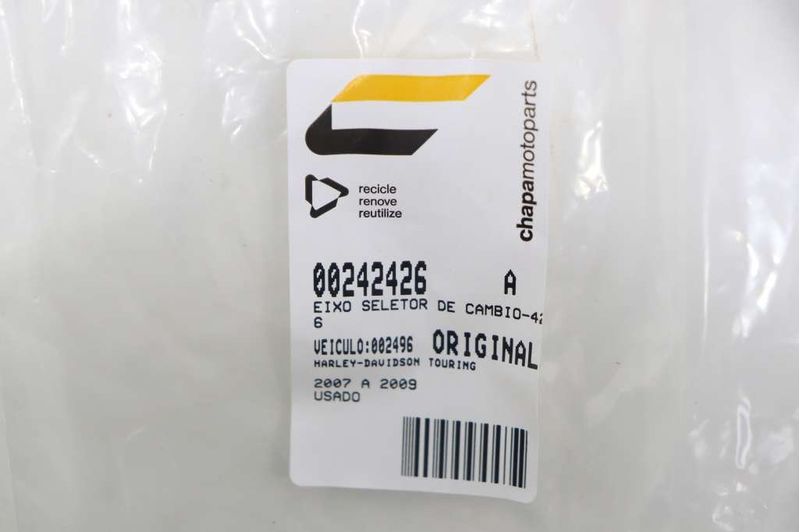 chapamotoparts
recicle
renove
reutilize
00242426 A
EIXO SELETOR DE CAMBIO-42
6
VEICULO:002496 ORIGINAL
HARLEY-DAVIDSON TOURING
2007 A 2009
USADO